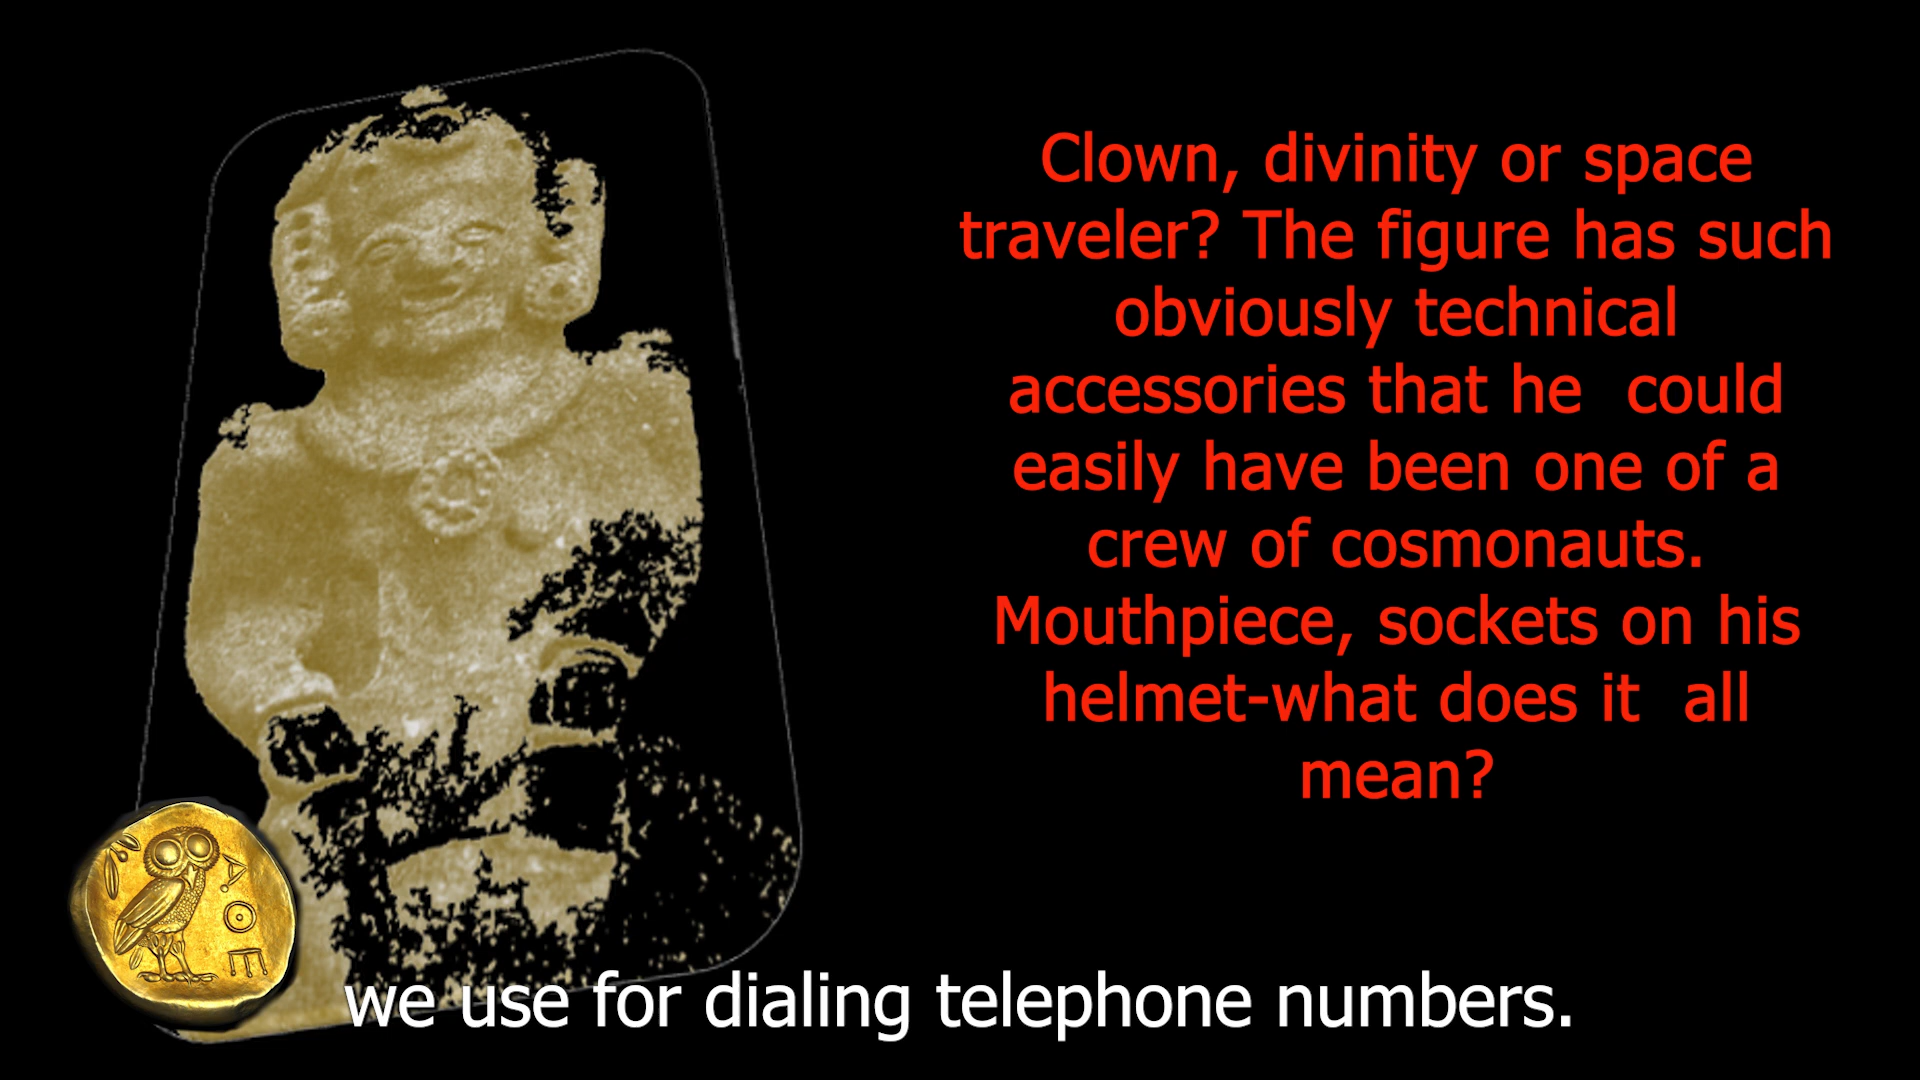 Clown, divinity or space
traveler? The figure has such
obviously technical
accessories that he  could
easily have been one of a
crew of cosmonauts.
Mouthpiece, sockets on his
helmet-what does it  all
mean?
ΑΘΕ
we use for dialing telephone numbers.